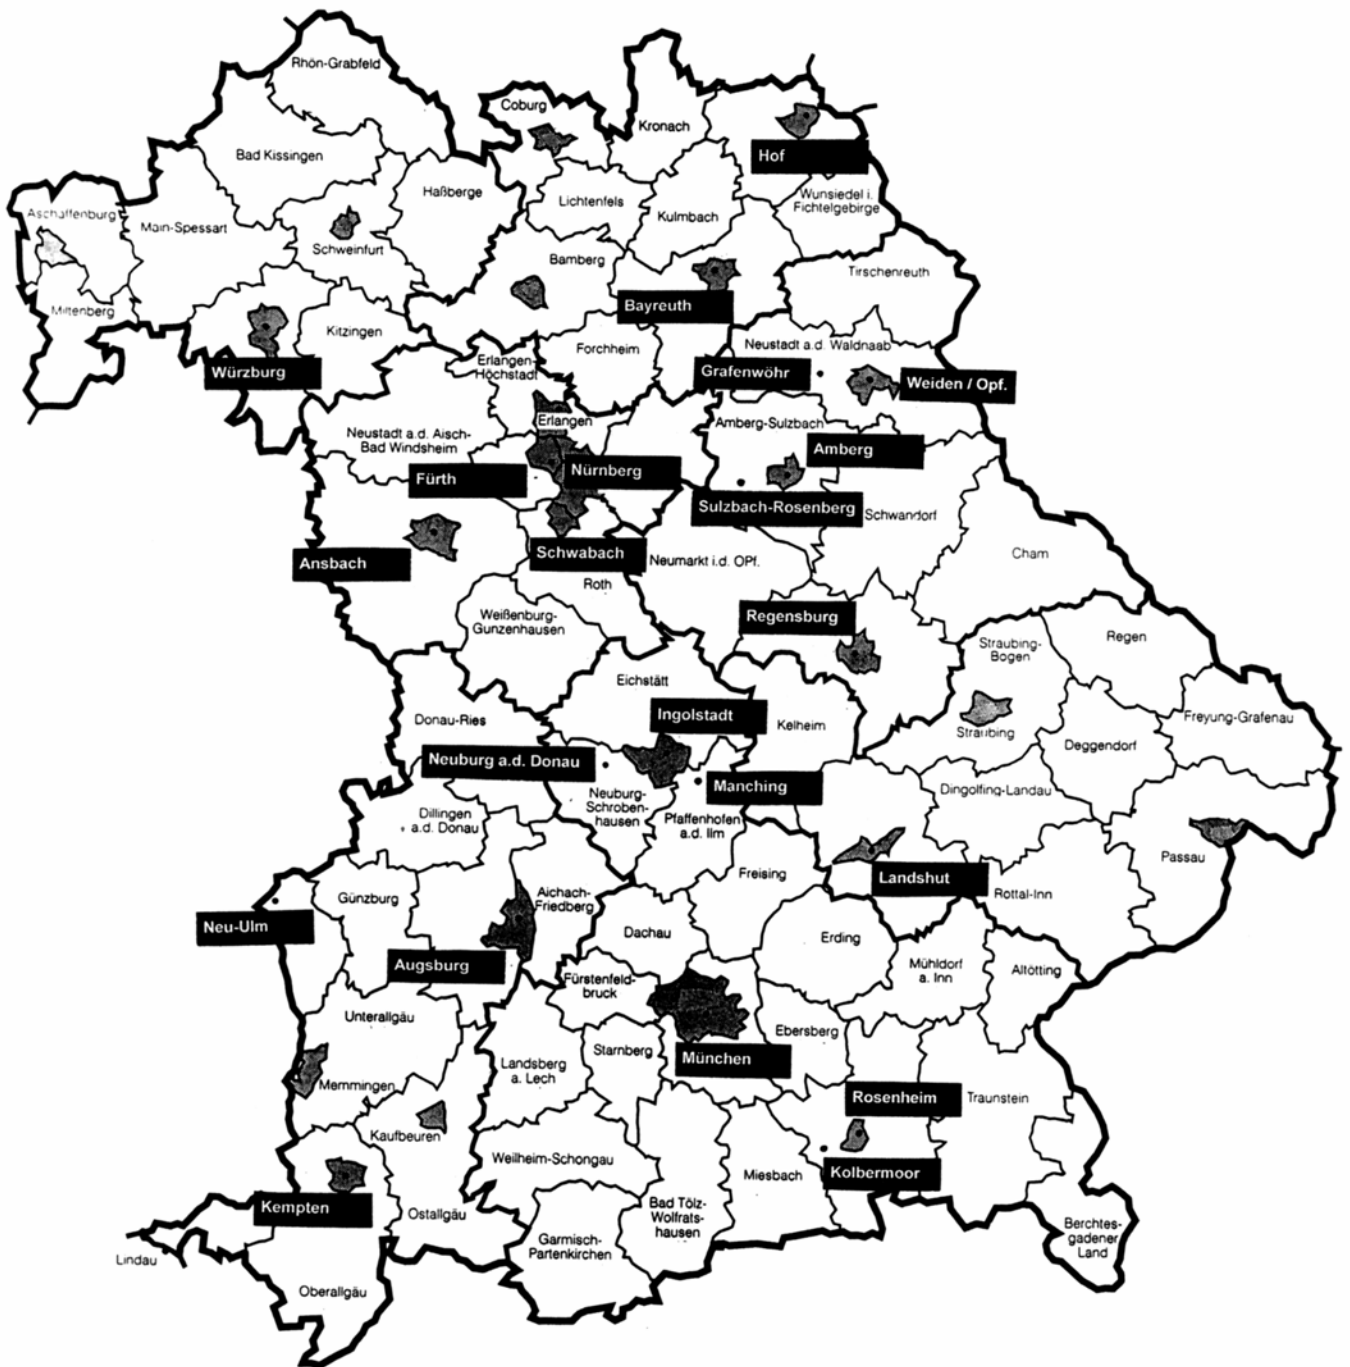 Rhön-Grabfeld
Coburg
Kronach
Hof
Bad Kissingen
Haßberge
Lichtenfels
Kulmbach
Wunsiedel i.
Fichtelgebirge
Aschaffenburg
Main-Spessart
Schweinfurt
Bamberg
Tirschenreuth
Miltenberg
Kitzingen
Bayreuth
Würzburg
Erlangen-
Höchstadt
Forchheim
Neustadt a.d. Waldnaab
Grafenwöhr
Weiden / Opf.
Neustadt a.d. Aisch-
Bad Windsheim
Erlangen
Amberg-Sulzbach
Amberg
Fürth
Nürnberg
Sulzbach-Rosenberg
Schwandorf
Ansbach
Schwabach
Neumarkt i.d. OPf.
Cham
Roth
Weißenburg-
Gunzenhausen
Regensburg
Straubing-
Bogen
Regen
Eichstätt
Donau-Ries
Ingolstadt
Kelheim
Straubing
Freyung-Grafenau
Deggendorf
Neuburg a.d. Donau
Manching
Neuburg-
Schroben-
hausen
Dingolfing-Landau
Dillingen
a.d. Donau
Pfaffenhofen
a.d. Ilm
Passau
Freising
Landshut
Rottal-Inn
Günzburg
Aichach-
Friedberg
Neu-Ulm
Dachau
Erding
Augsburg
Mühldorf
a. Inn
Altötting
Fürstenfeld-
bruck
Unterallgäu
Ebersberg
Starnberg
München
Landsberg
a. Lech
Memmingen
Rosenheim
Traunstein
Kaufbeuren
Weilheim-Schongau
Miesbach
Kolbermoor
Kempten
Ostallgäu
Bad Tölz-
Wolfrats-
hausen
Garmisch-
Partenkirchen
Berchtes-
gadener
Land
Lindau
Oberallgäu